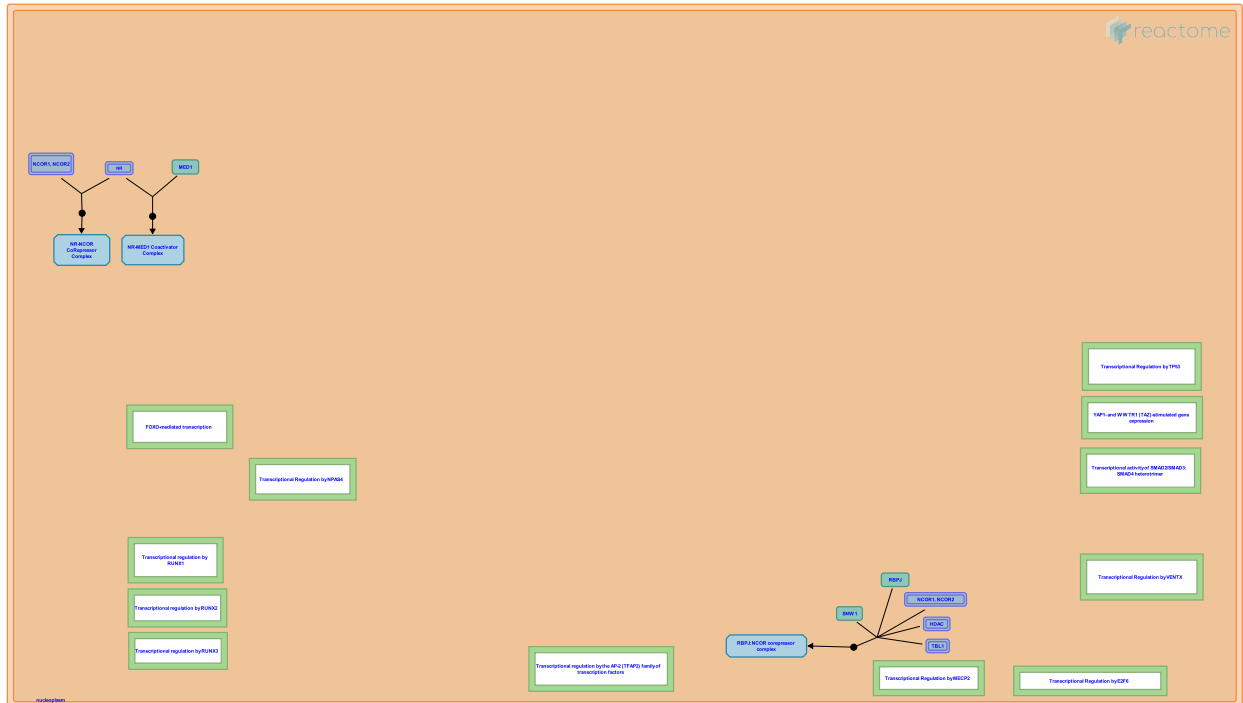 reactome
NCOR1, NCOR2
NR
MED1
NR-NCOR
CoRepressor
Complex
NR-MED1 Coactivator
Complex
Transcriptional Regulation by TP53
YAP1- and WWTR1 (TAZ)-stimulated gene
expression
FOXO-mediated transcription
Transcriptional activity of SMAD2/SMAD3:
SMAD4 heterotrimer
Transcriptional Regulation by NPAS4
Transcriptional regulation by
RUNX1
Transcriptional Regulation by VENTX
RBPJ
NCOR1, NCOR2
Transcriptional regulation by RUNX2
SNW1
HDAC
TBL1
RBPJ:NCOR corepressor
complex
Transcriptional regulation by RUNX3
Transcriptional regulation by the AP-2 (TFAP2) family of
transcription factors
Transcriptional Regulation by MECP2
Transcriptional Regulation by E2F6
nucleoplasm